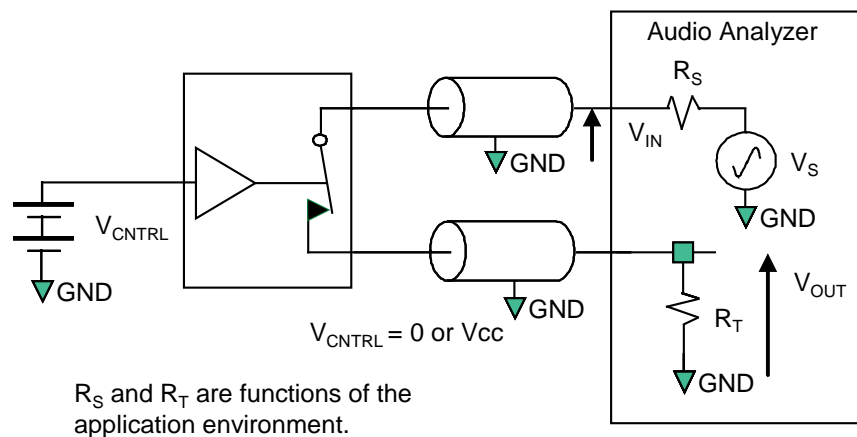 Audio Analyzer
R_S
V_IN
GND
V_S
GND
V_CNTRL
GND
GND
V_OUT
R_T
V_CNTRL = 0 or Vcc
GND
R_S and R_T are functions of the
application environment.